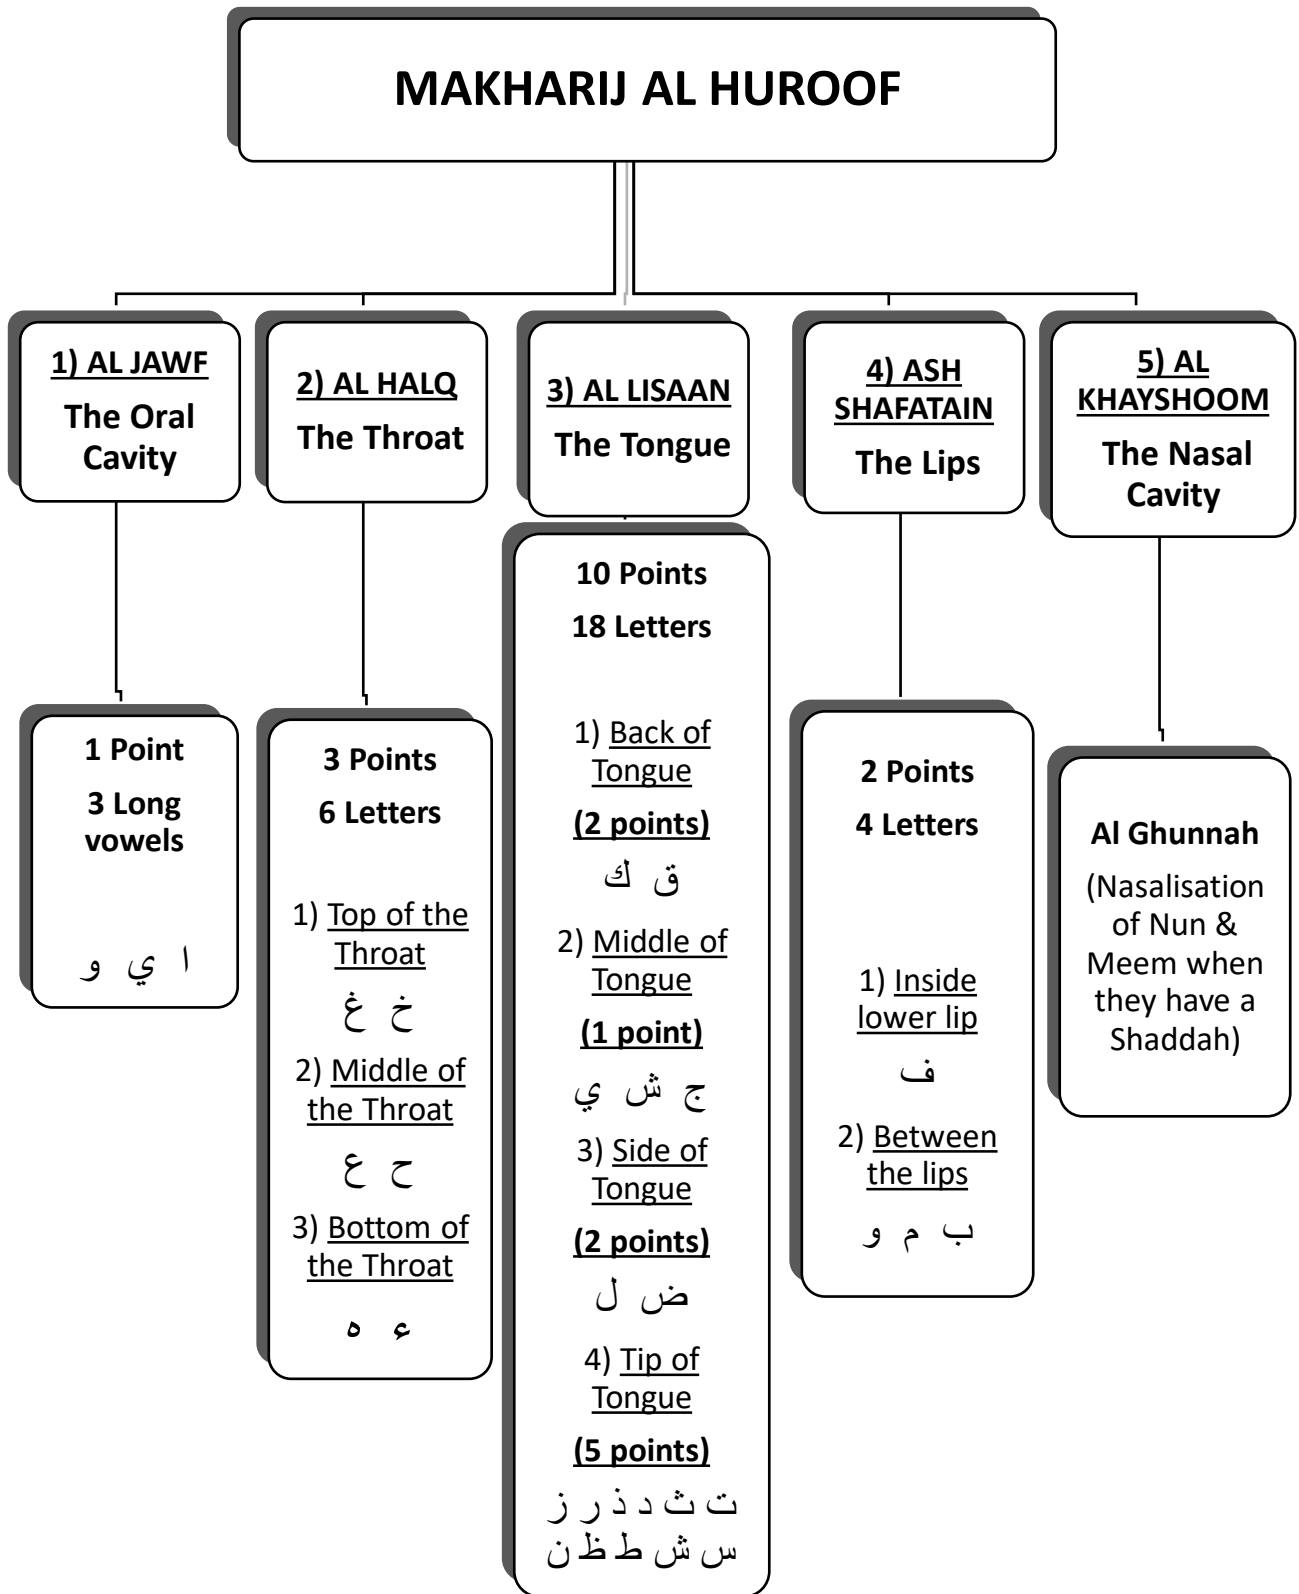 MAKHARIJ AL HUROOF
1) AL JAWF
The Oral
Cavity
2) AL HALQ
The Throat
3) AL LISAAN
The Tongue
4) ASH
SHAFATAIN
The Lips
5) AL
KHAYSHOOM
The Nasal
Cavity
1 Point
3 Long
vowels
ا ي و
3 Points
6 Letters
1) Top of the
Throat
خ غ
2) Middle of
the Throat
ح ع
3) Bottom of
the Throat
ء ه
10 Points
18 Letters
1) Back of
Tongue
(2 points)
ق ك
2) Middle of
Tongue
(1 point)
ج ش ي
3) Side of
Tongue
(2 points)
ض ل
4) Tip of
Tongue
(5 points)
ت ث د ذ ر ز
س ش ط ظ ن
2 Points
4 Letters
1) Inside
lower lip
ف
2) Between
the lips
ب م و
Al Ghunnah
(Nasalisation
of Nun &
Meem when
they have a
Shaddah)